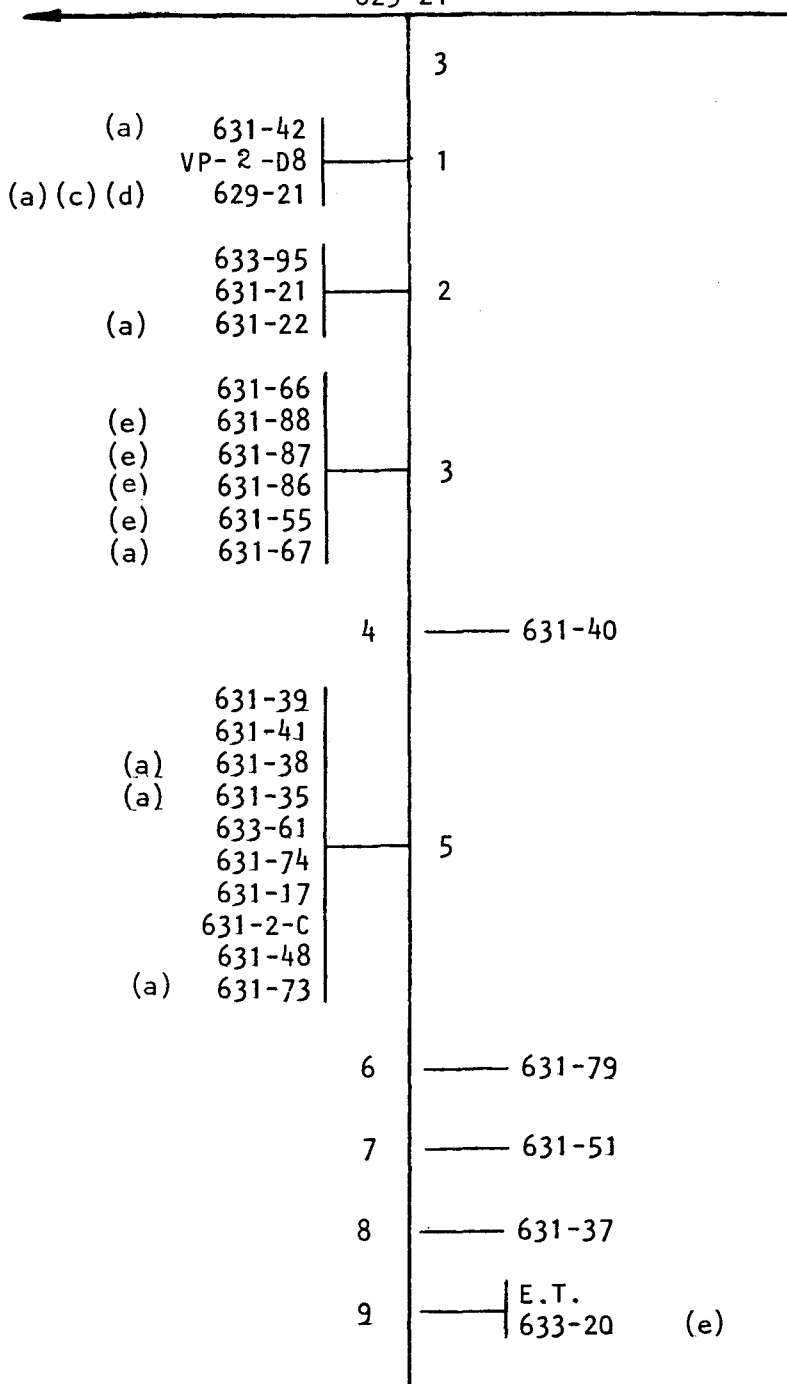 3
(a) 631-42
VP-2-D8 1
(a)(c)(d) 629-21
633-95
631-21 2
(a) 631-22
631-66
(e) 631-88
(e) 631-87
3
(e) 631-86
(e) 631-55
(a) 631-67
4 631-40
631-39
631-41
(a) 631-38
(a) 631-35
633-61
5
631-74
631-17
631-2-C
631-48
(a) 631-73
6 631-79
7 631-51
8 631-37
E.T.
9
633-20 (e)